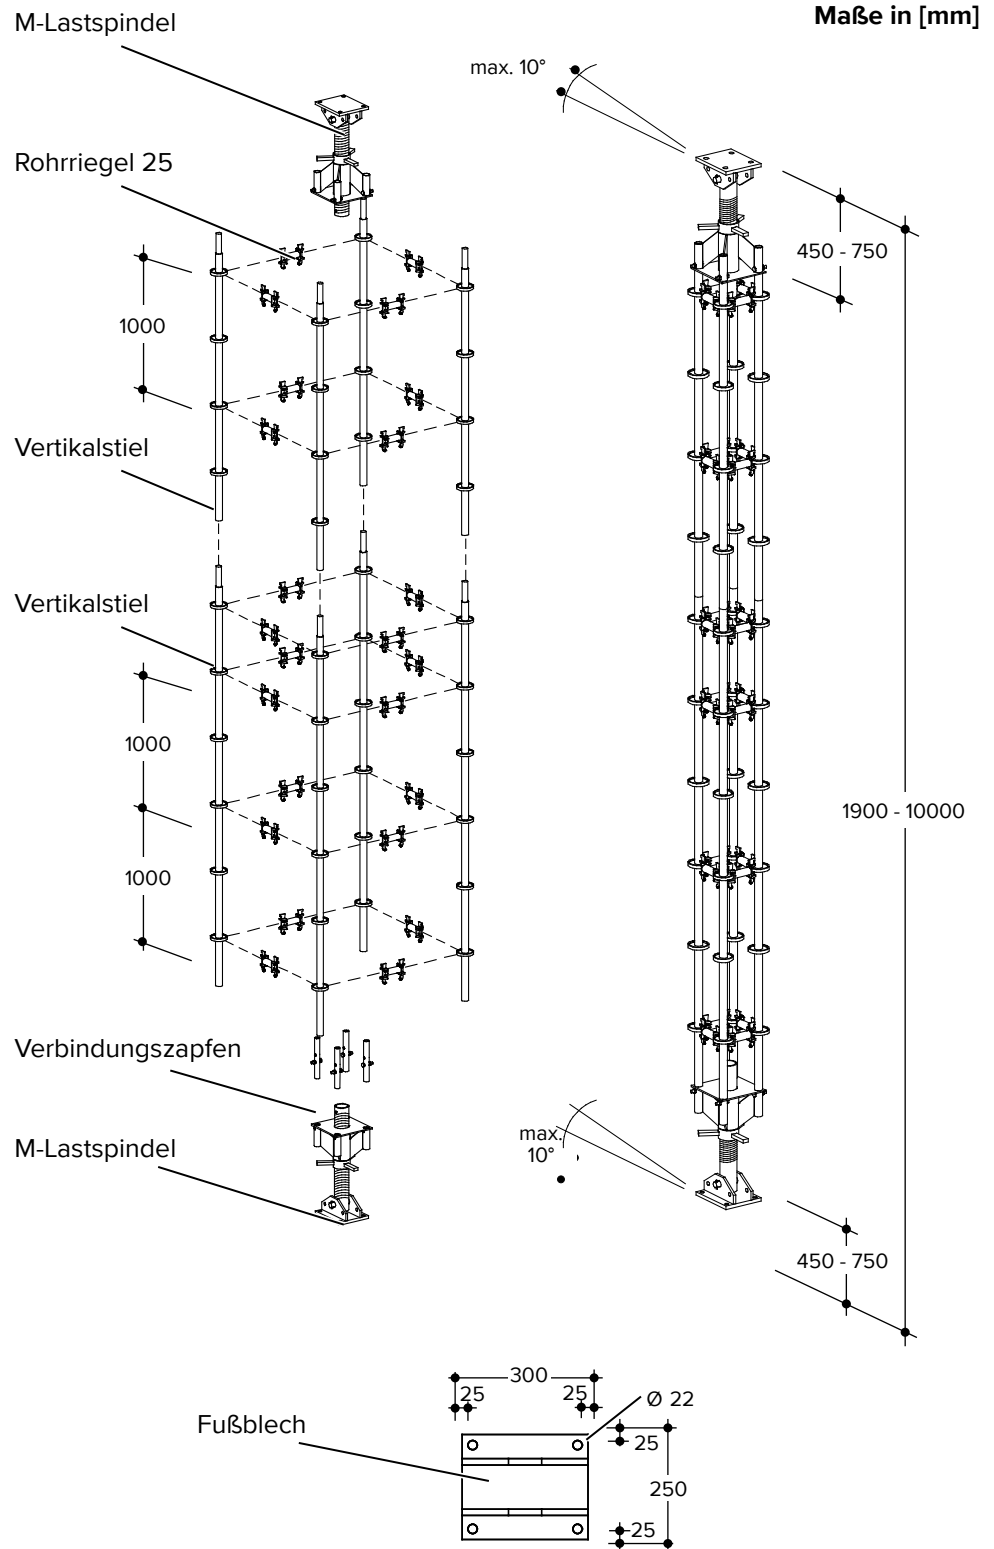 M-Lastspindel
Maße in [mm]
max. 10°
Rohrriegel 25
450 - 750
1000
Vertikalstiel
Vertikalstiel
1000
1900 - 10000
1000
Verbindungszapfen
max.
10°
M-Lastspindel
450 - 750
300
25
25
Ø 22
Fußblech
25
250
25